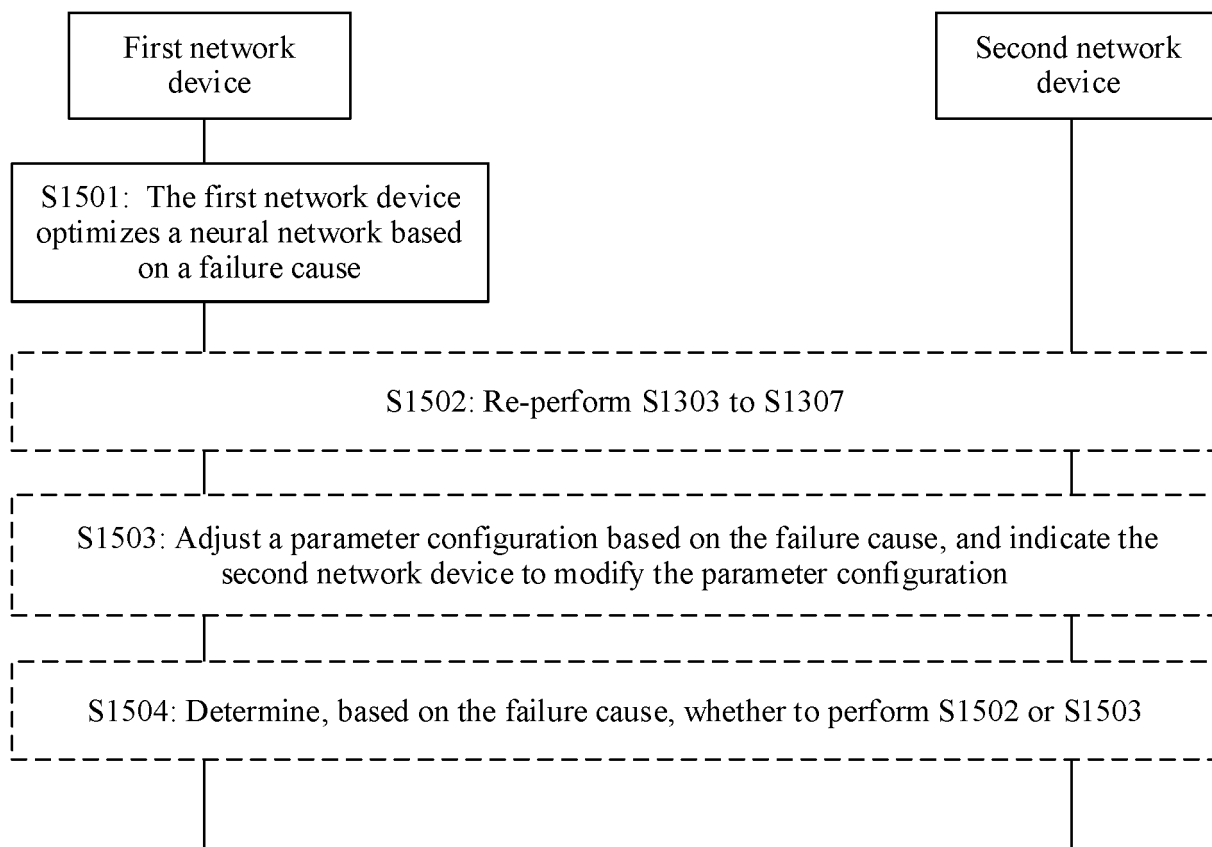 First network
device
Second network
device
S1501: The first network device
optimizes a neural network based
on a failure cause
S1502: Re-perform S1303 to S1307
S1503: Adjust a parameter configuration based on the failure cause, and indicate the
second network device to modify the parameter configuration
S1504: Determine, based on the failure cause, whether to perform S1502 or S1503